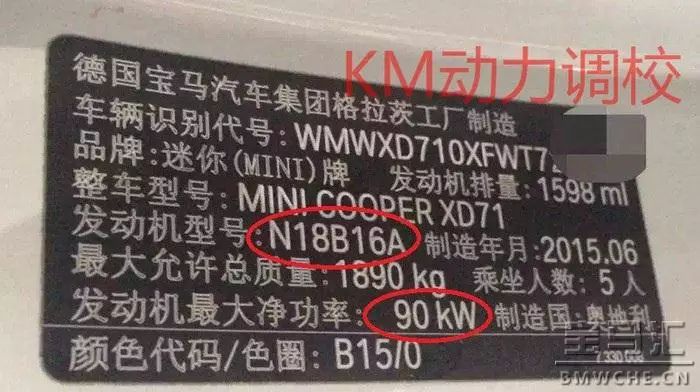 KM动力调校
德国宝马汽车集团格拉茨工厂 制造
车辆识别代号: WMWXD710XFWT7
品牌: 迷你(MINI)牌 发动机排量: 1598 ml
整车型号: MINI COOPER XD71
发动机型号: N18B16A 制造年月: 2015.06
最大允许总质量: 1890 kg 乘坐人数: 5 人
发动机最大净功率: 90 kW 制造国: 奥地利
颜色代码/色圈: B15/0 7 330 003
宝马汇
BMWCHE.CN